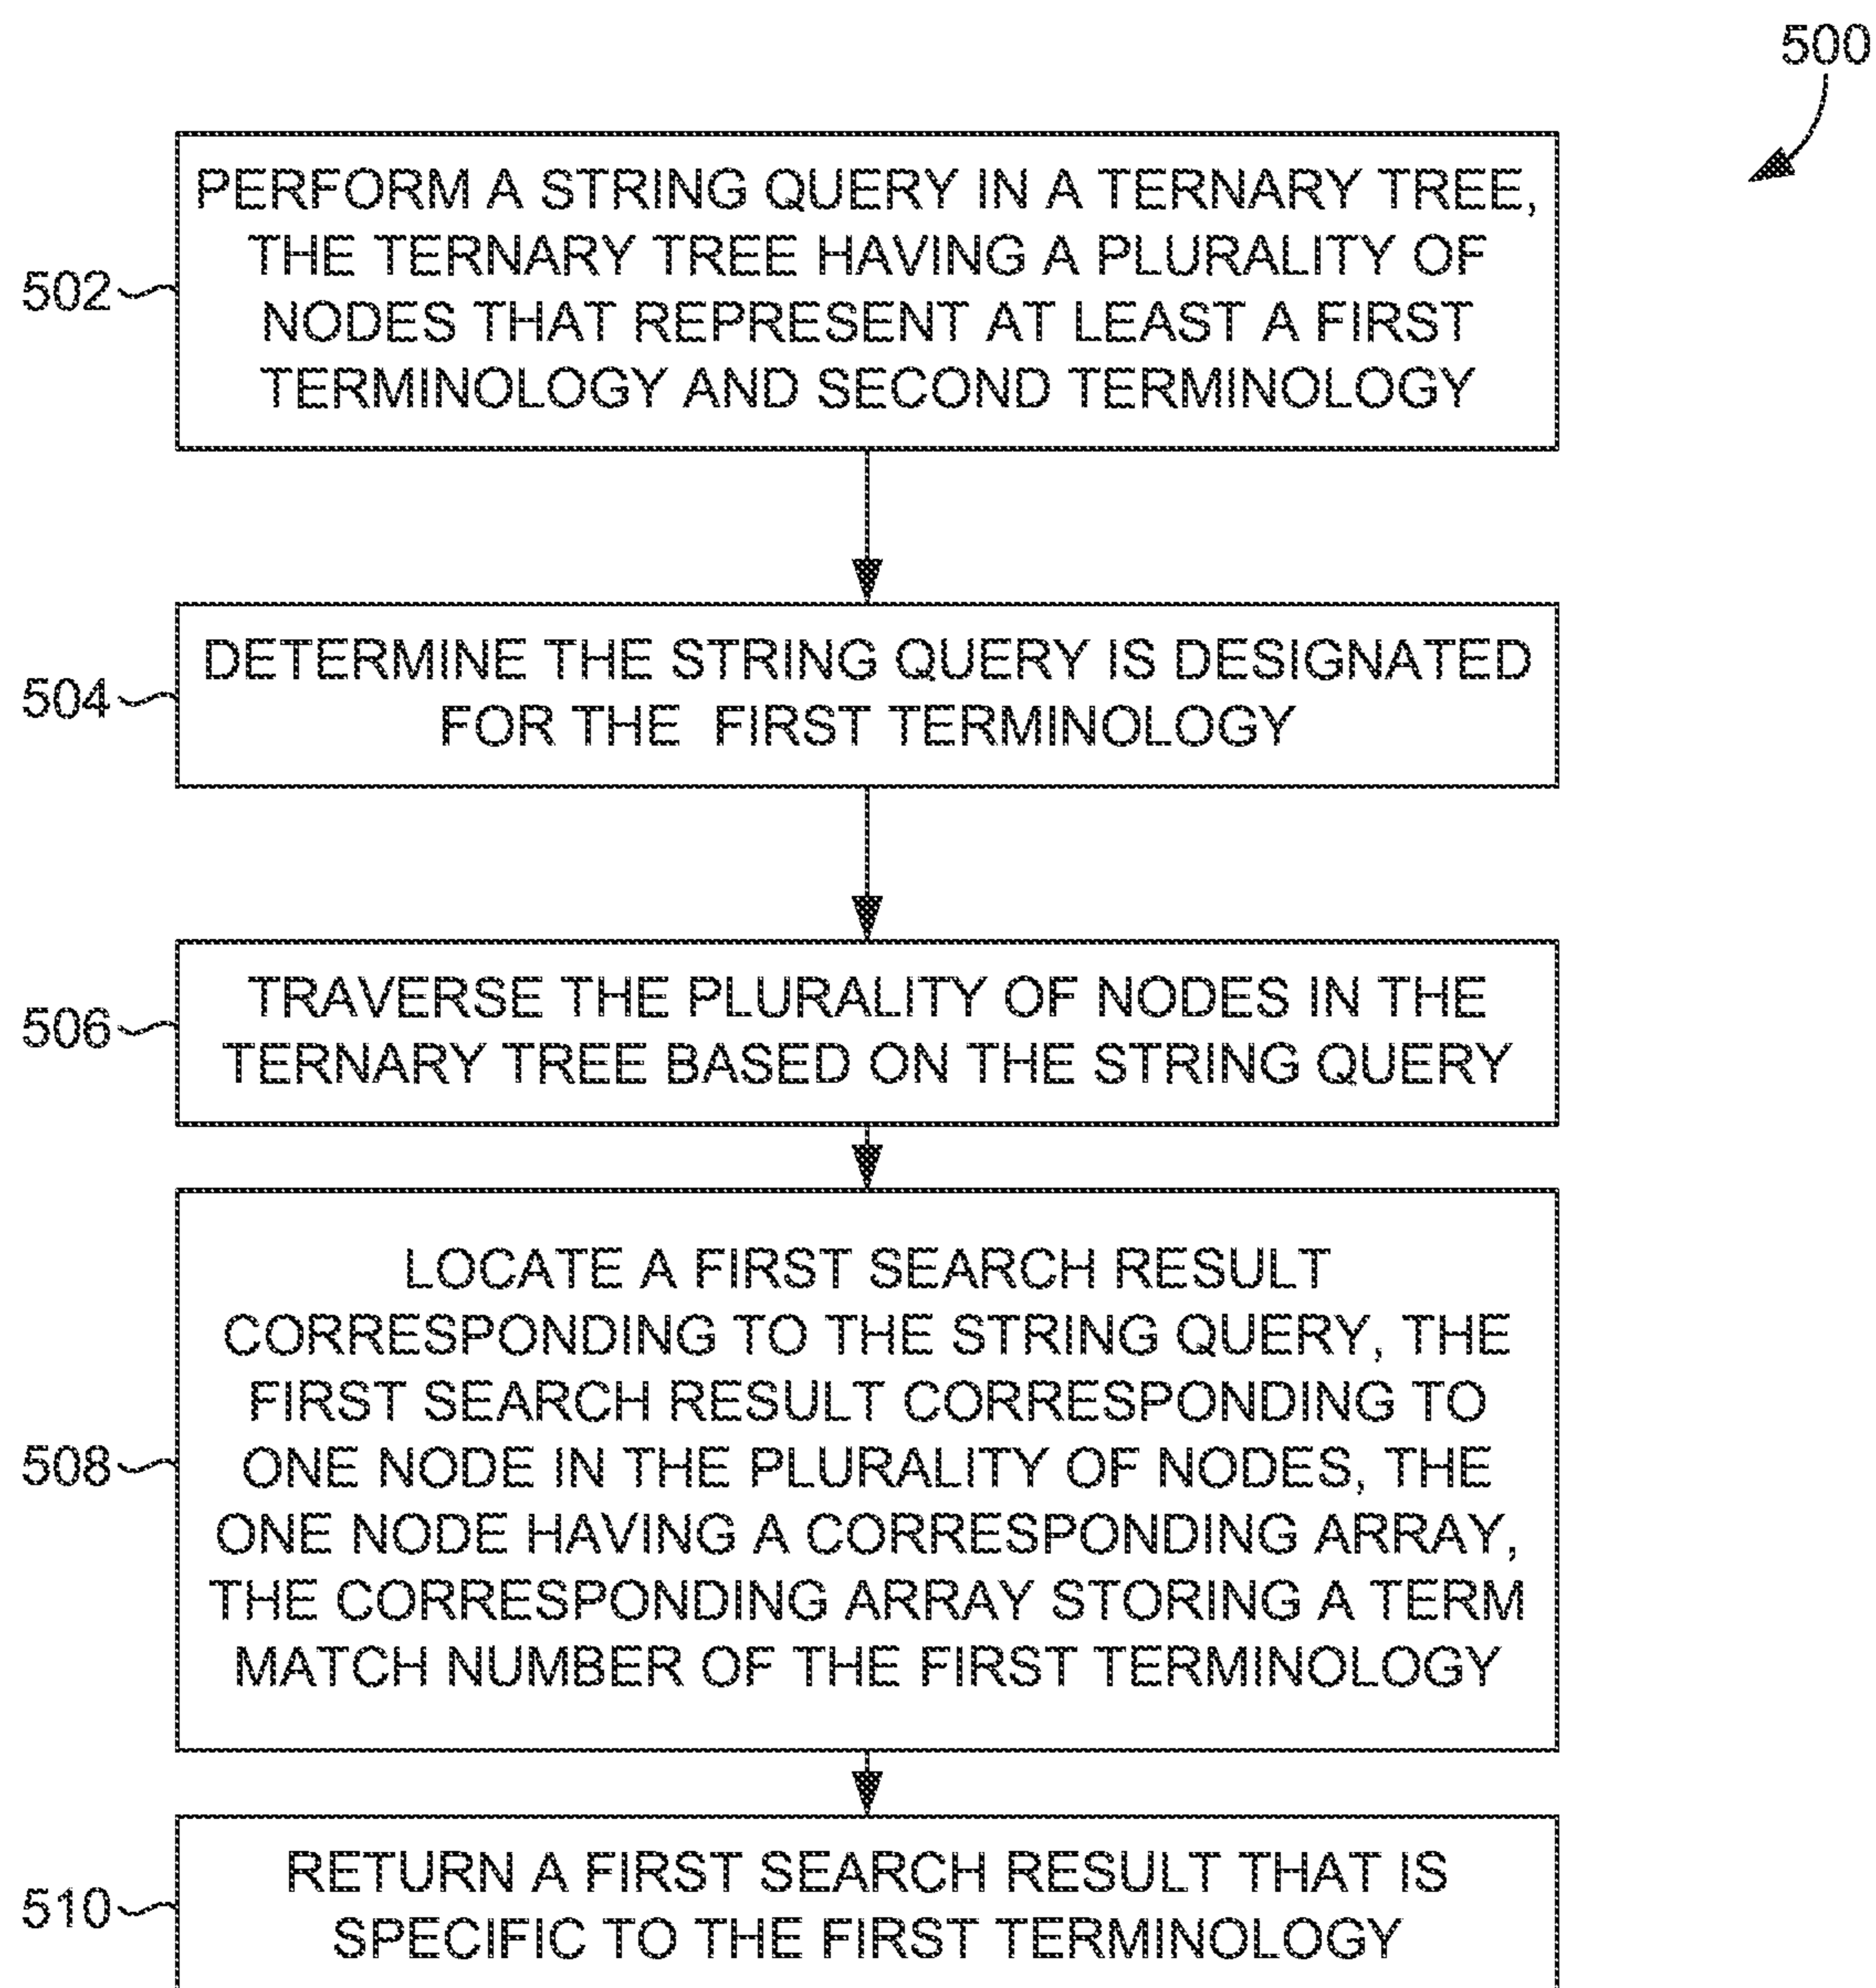 500
502
PERFORM A STRING QUERY IN A TERNARY TREE,
THE TERNARY TREE HAVING A PLURALITY OF
NODES THAT REPRESENT AT LEAST A FIRST
TERMINOLOGY AND SECOND TERMINOLOGY
504
DETERMINE THE STRING QUERY IS DESIGNATED
FOR THE FIRST TERMINOLOGY
506
TRAVERSE THE PLURALITY OF NODES IN THE
TERNARY TREE BASED ON THE STRING QUERY
508
LOCATE A FIRST SEARCH RESULT
CORRESPONDING TO THE STRING QUERY, THE
FIRST SEARCH RESULT CORRESPONDING TO
ONE NODE IN THE PLURALITY OF NODES, THE
ONE NODE HAVING A CORRESPONDING ARRAY,
THE CORRESPONDING ARRAY STORING A TERM
MATCH NUMBER OF THE FIRST TERMINOLOGY
510
RETURN A FIRST SEARCH RESULT THAT IS
SPECIFIC TO THE FIRST TERMINOLOGY